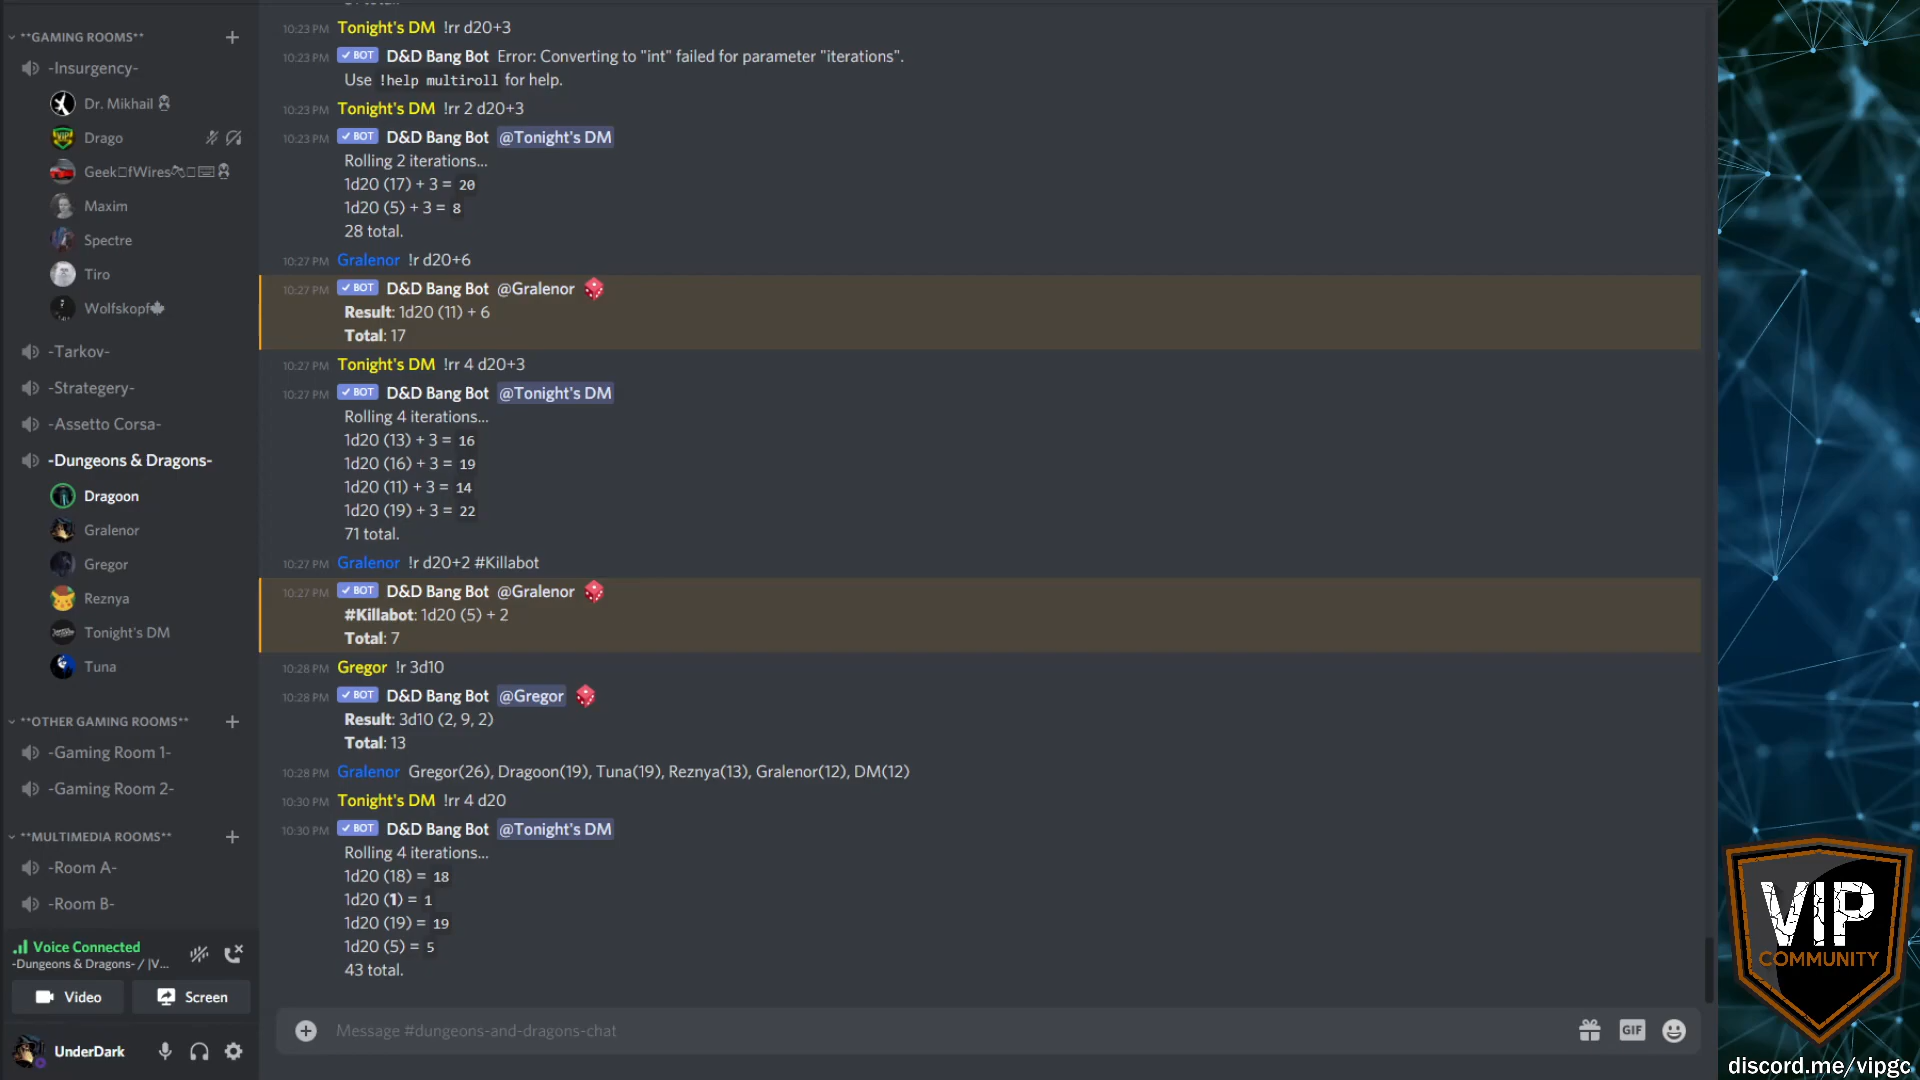 **GAMING ROOMS**
-Insurgency-
Dr. Mikhail
Drago
Geek fWires
Maxim
Spectre
Tiro
Wolfskopf
-Tarkov-
-Strategery-
-Assetto Corsa-
-Dungeons & Dragons-
Dragoon
Gralenor
Gregor
Reznya
Tonight's DM
Tuna
**OTHER GAMING ROOMS**
-Gaming Room 1-
-Gaming Room 2-
**MULTIMEDIA ROOMS**
-Room A-
-Room B-
Voice Connected
-Dungeons & Dragons- / |V...
Video Screen
UnderDark
10:23 PM Tonight's DM !rr d20+3
10:23 PM BOT D&D Bang Bot Error: Converting to "int" failed for parameter "iterations".
Use !help multiroll for help.
10:23 PM Tonight's DM !rr 2 d20+3
10:23 PM BOT D&D Bang Bot @Tonight's DM
Rolling 2 iterations...
1d20 (17) + 3 = 20
1d20 (5) + 3 = 8
28 total.
10:27 PM Gralenor !r d20+6
10:27 PM BOT D&D Bang Bot @Gralenor
Result: 1d20 (11) + 6
Total: 17
10:27 PM Tonight's DM !rr 4 d20+3
10:27 PM BOT D&D Bang Bot @Tonight's DM
Rolling 4 iterations...
1d20 (13) + 3 = 16
1d20 (16) + 3 = 19
1d20 (11) + 3 = 14
1d20 (19) + 3 = 22
71 total.
10:27 PM Gralenor !r d20+2 #Killabot
10:27 PM BOT D&D Bang Bot @Gralenor
#Killabot: 1d20 (5) + 2
Total: 7
10:28 PM Gregor !r 3d10
10:28 PM BOT D&D Bang Bot @Gregor
Result: 3d10 (2, 9, 2)
Total: 13
10:28 PM Gralenor Gregor(26), Dragoon(19), Tuna(19), Reznya(13), Gralenor(12), DM(12)
10:30 PM Tonight's DM !rr 4 d20
10:30 PM BOT D&D Bang Bot @Tonight's DM
Rolling 4 iterations...
1d20 (18) = 18
1d20 (1) = 1
1d20 (19) = 19
1d20 (5) = 5
43 total.
Message #dungeons-and-dragons-chat
GIF
VIP
COMMUNITY
discord.me/vipgc